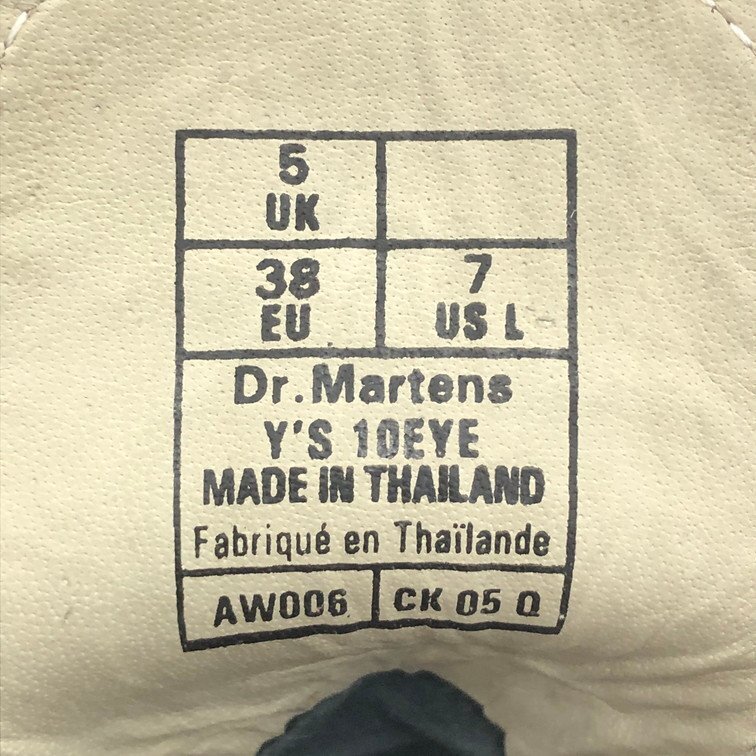 5
UK
38
EU
7
US L
Dr.Martens
Y'S 10EYE
MADE IN THAILAND
Fabriqué en Thaïlande
AW006
CK 05 Q